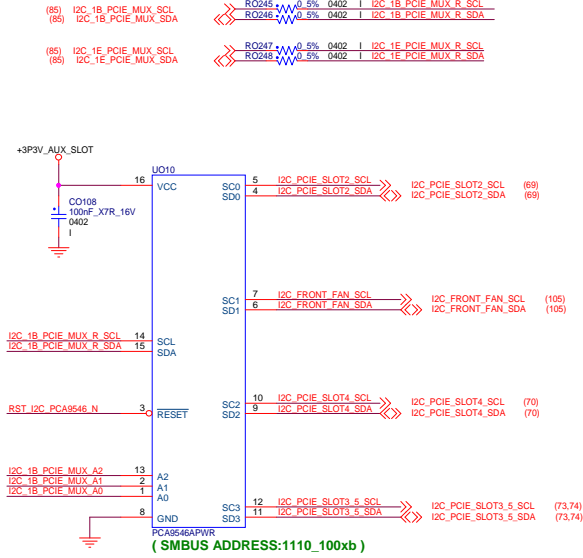 (85) I2C_1B_PCIE_MUX_SCL RO245 0_5% 0402 I I2C_1B_PCIE_MUX_R_SCL
(85) I2C_1B_PCIE_MUX_SDA RO246 0_5% 0402 I I2C_1B_PCIE_MUX_R_SDA
(85) I2C_1E_PCIE_MUX_SCL RO247 0_5% 0402 I I2C_1E_PCIE_MUX_R_SCL
(85) I2C_1E_PCIE_MUX_SDA RO248 0_5% 0402 I I2C_1E_PCIE_MUX_R_SDA
+3P3V_AUX_SLOT
UO10
16 VCC SC0 5 I2C_PCIE_SLOT2_SCL I2C_PCIE_SLOT2_SCL (69)
SD0 4 I2C_PCIE_SLOT2_SDA I2C_PCIE_SLOT2_SDA (69)
CO108
100nF_X7R_16V
0402
I
SC1 7 I2C_FRONT_FAN_SCL I2C_FRONT_FAN_SCL (105)
SD1 6 I2C_FRONT_FAN_SDA I2C_FRONT_FAN_SDA (105)
I2C_1B_PCIE_MUX_R_SCL 14 SCL
I2C_1B_PCIE_MUX_R_SDA 15 SDA
SC2 10 I2C_PCIE_SLOT4_SCL I2C_PCIE_SLOT4_SCL (70)
RST_I2C_PCA9546_N 3 RESET SD2 9 I2C_PCIE_SLOT4_SDA I2C_PCIE_SLOT4_SDA (70)
I2C_1B_PCIE_MUX_A2 13 A2
I2C_1B_PCIE_MUX_A1 2 A1
I2C_1B_PCIE_MUX_A0 1 A0
SC3 12 I2C_PCIE_SLOT3_5_SCL I2C_PCIE_SLOT3_5_SCL (73,74)
8 GND SD3 11 I2C_PCIE_SLOT3_5_SDA I2C_PCIE_SLOT3_5_SDA (73,74)
PCA9546APWR
( SMBUS ADDRESS:1110_100xb )